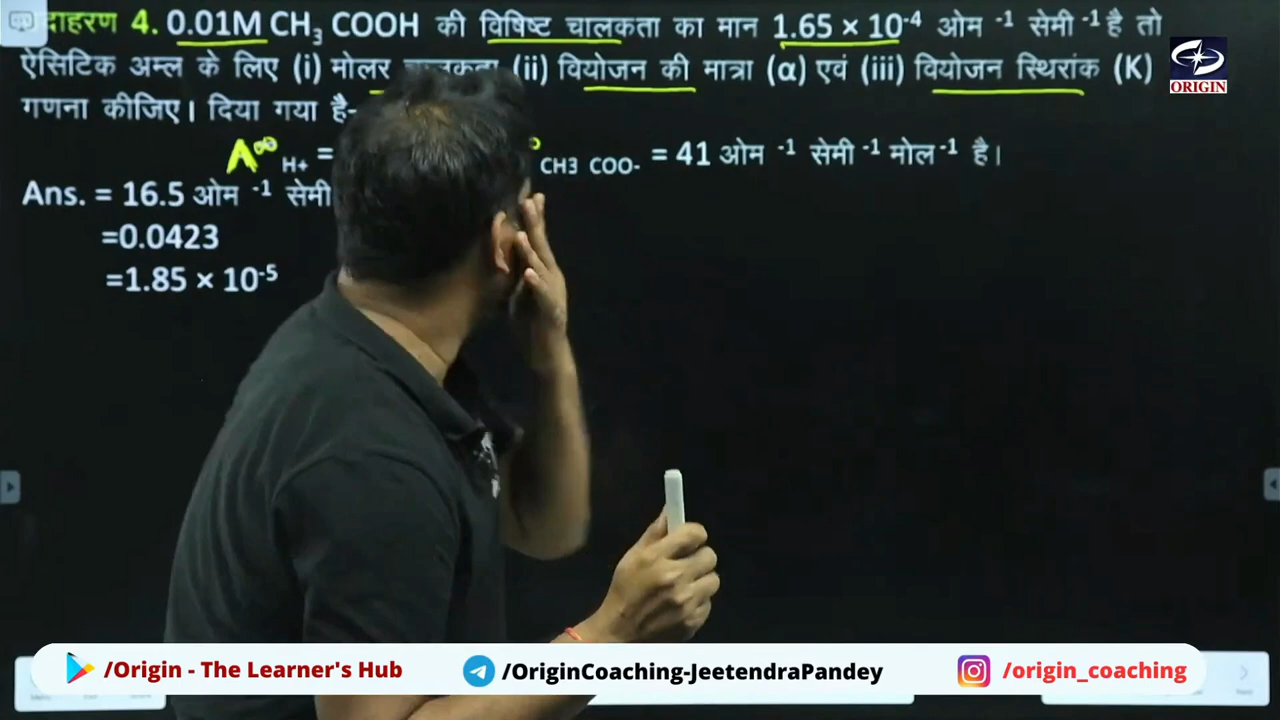 दाहरण 4. 0.01M CH3 COOH की विषिष्ट चालकता का मान 1.65 × 10-4 ओम -1 सेमी -1 है तो
ऐसिटिक अम्ल के लिए (i) मोलर चालकता (ii) वियोजन की मात्रा (α) एवं (iii) वियोजन स्थिरांक (K)
गणना कीजिए। दिया गया है-
Λ∞ H+ = CH3 COO- = 41 ओम -1 सेमी -1 मोल-1 है।
Ans. = 16.5 ओम -1 सेमी
=0.0423
=1.85 × 10-5
ORIGIN
/Origin - The Learner's Hub
/OriginCoaching-JeetendraPandey
/origin_coaching